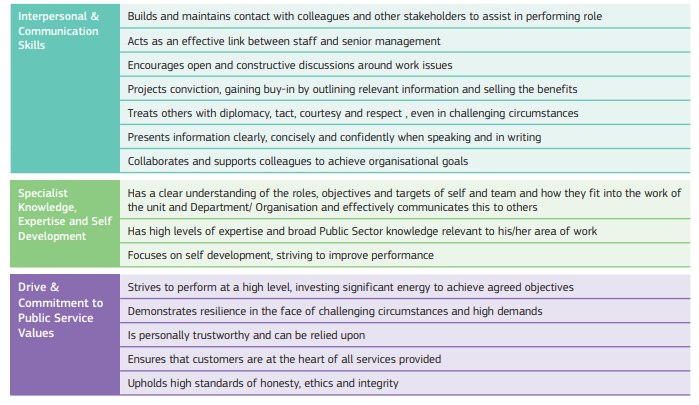 Interpersonal &
Communication
Skills
Builds and maintains contact with colleagues and other stakeholders to assist in performing role
Acts as an effective link between staff and senior management
Encourages open and constructive discussions around work issues
Projects conviction, gaining buy-in by outlining relevant information and selling the benefits
Treats others with diplomacy, tact, courtesy and respect , even in challenging circumstances
Presents information clearly, concisely and confidently when speaking and in writing
Collaborates and supports colleagues to achieve organisational goals
Specialist
Knowledge,
Expertise and Self
Development
Has a clear understanding of the roles, objectives and targets of self and team and how they fit into the work of
the unit and Department/ Organisation and effectively communicates this to others
Has high levels of expertise and broad Public Sector knowledge relevant to his/her area of work
Focuses on self development, striving to improve performance
Drive &
Commitment to
Public Service
Values
Strives to perform at a high level, investing significant energy to achieve agreed objectives
Demonstrates resilience in the face of challenging circumstances and high demands
Is personally trustworthy and can be relied upon
Ensures that customers are at the heart of all services provided
Upholds high standards of honesty, ethics and integrity